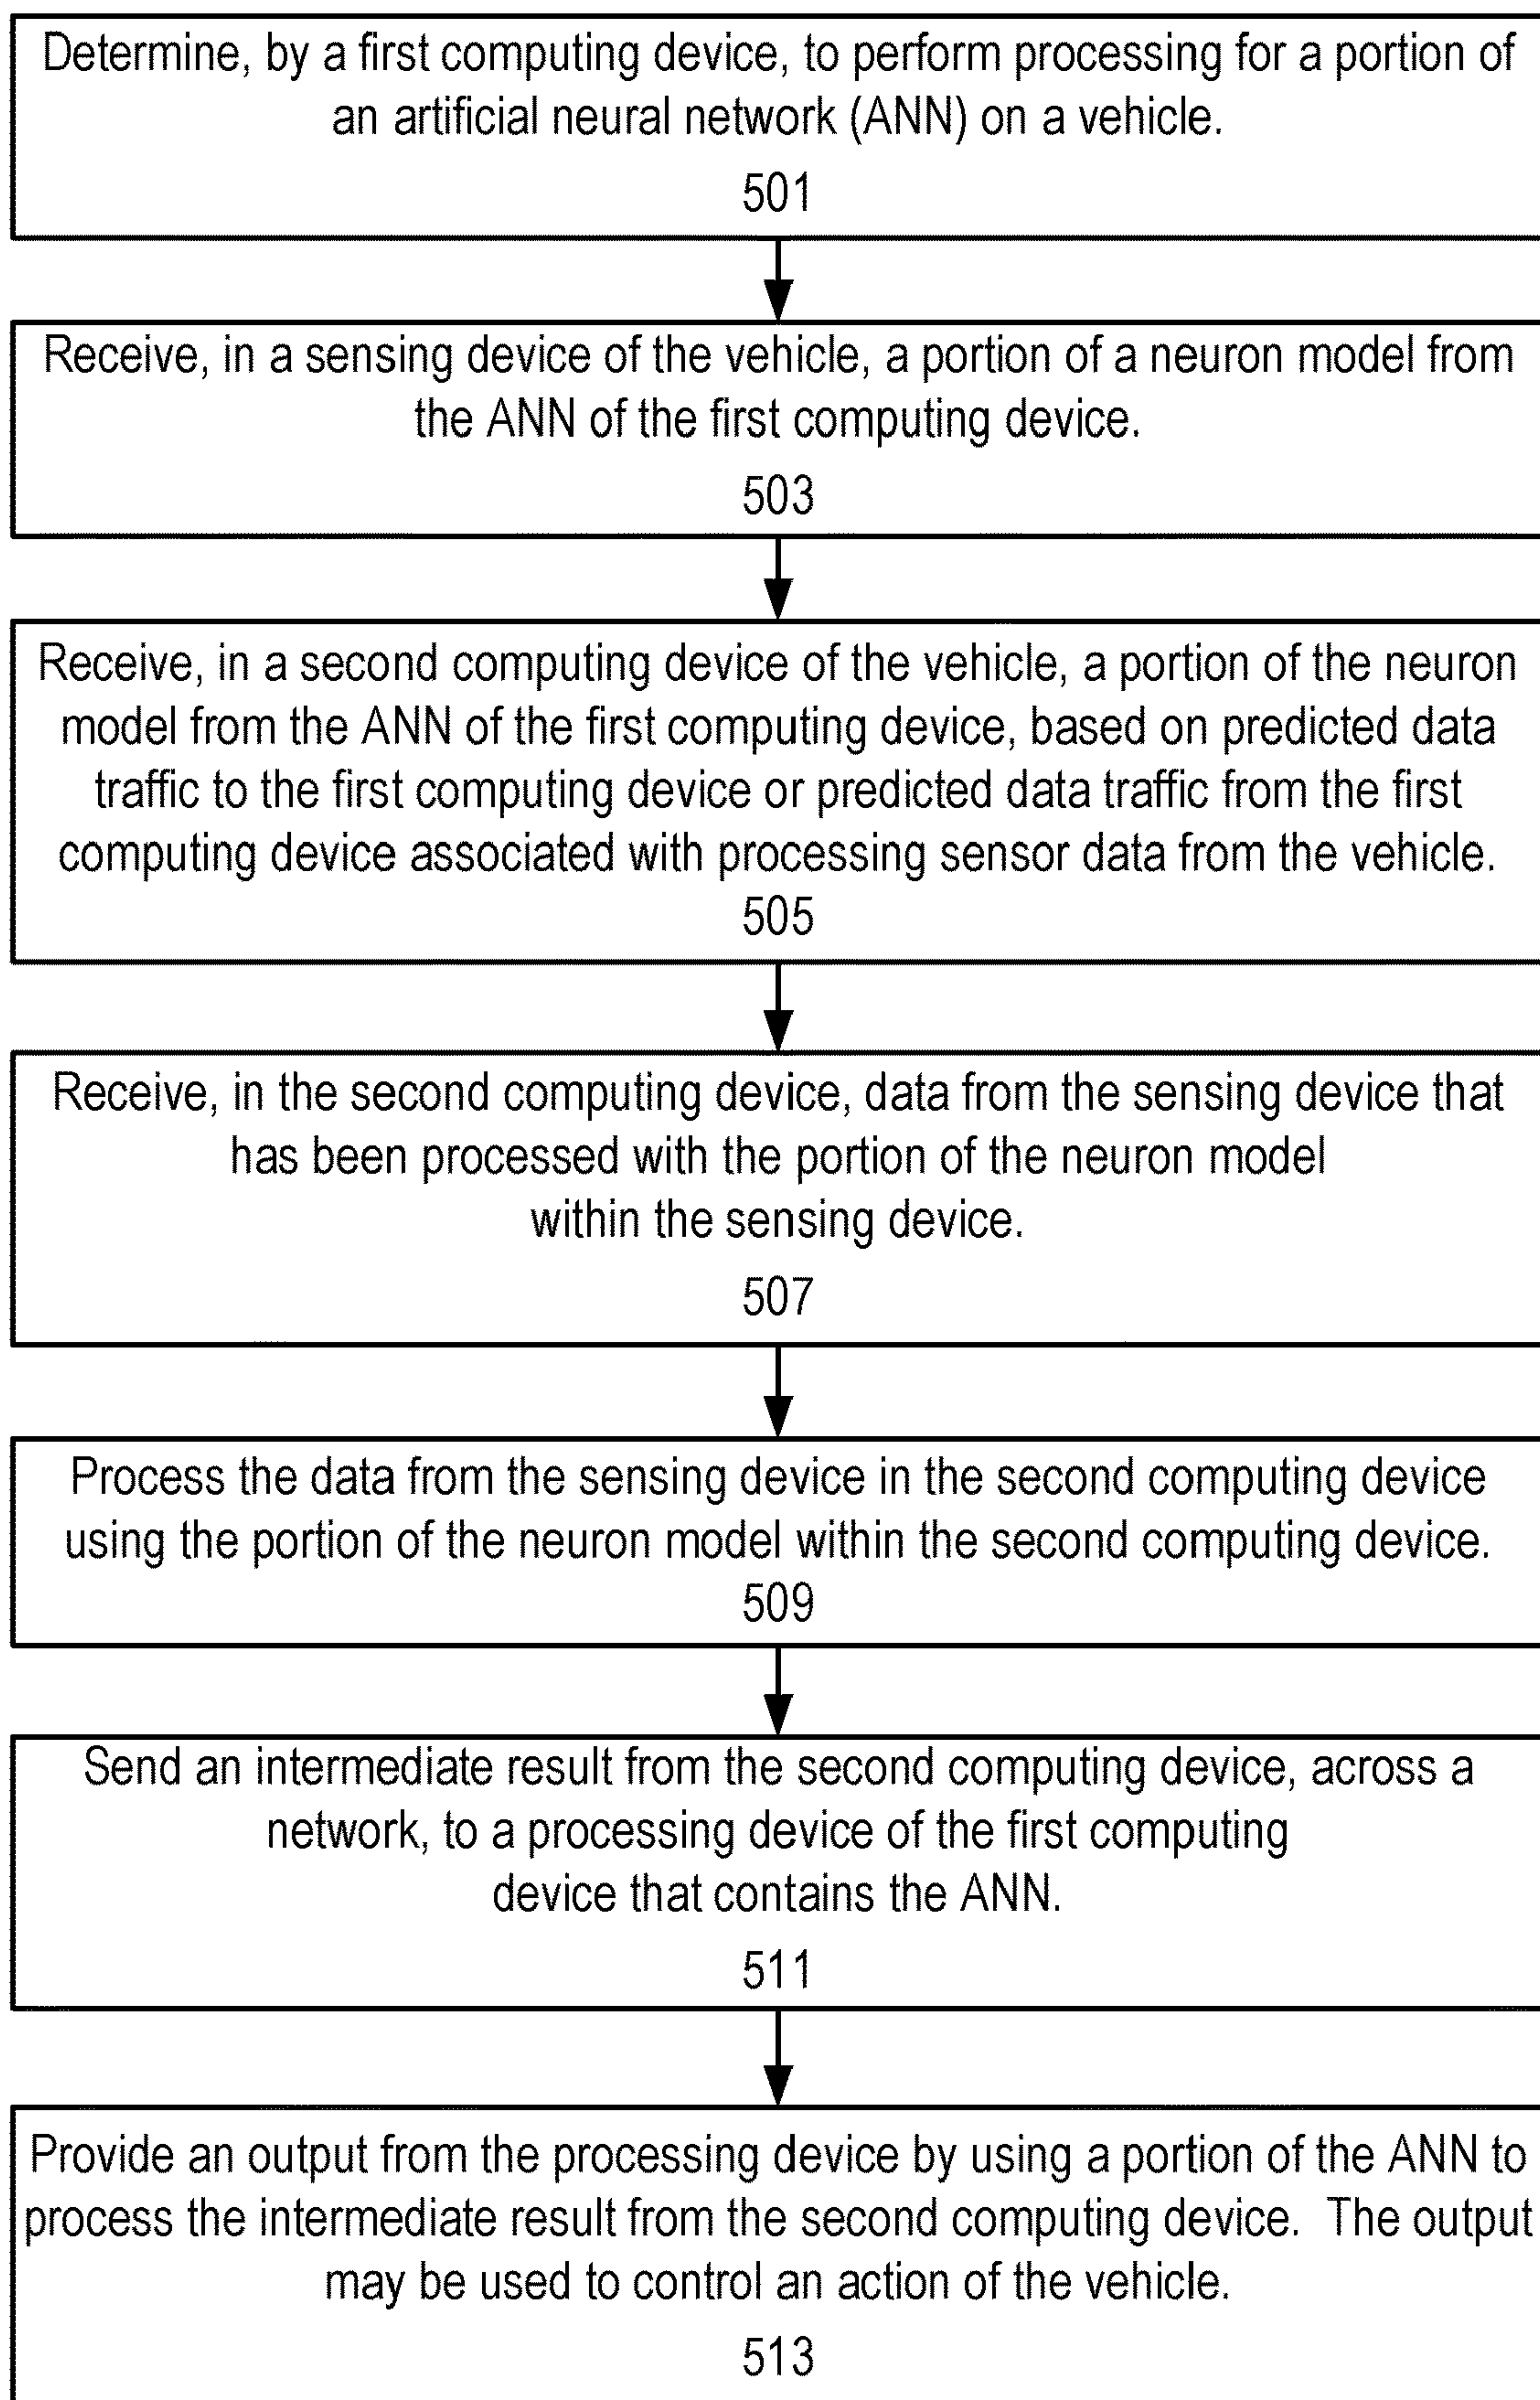 Determine, by a first computing device, to perform processing for a portion of
an artificial neural network (ANN) on a vehicle.
501
Receive, in a sensing device of the vehicle, a portion of a neuron model from
the ANN of the first computing device.
503
Receive, in a second computing device of the vehicle, a portion of the neuron
model from the ANN of the first computing device, based on predicted data
traffic to the first computing device or predicted data traffic from the first
computing device associated with processing sensor data from the vehicle.
505
Receive, in the second computing device, data from the sensing device that
has been processed with the portion of the neuron model
within the sensing device.
507
Process the data from the sensing device in the second computing device
using the portion of the neuron model within the second computing device.
509
Send an intermediate result from the second computing device, across a
network, to a processing device of the first computing
device that contains the ANN.
511
Provide an output from the processing device by using a portion of the ANN to
process the intermediate result from the second computing device. The output
may be used to control an action of the vehicle.
513